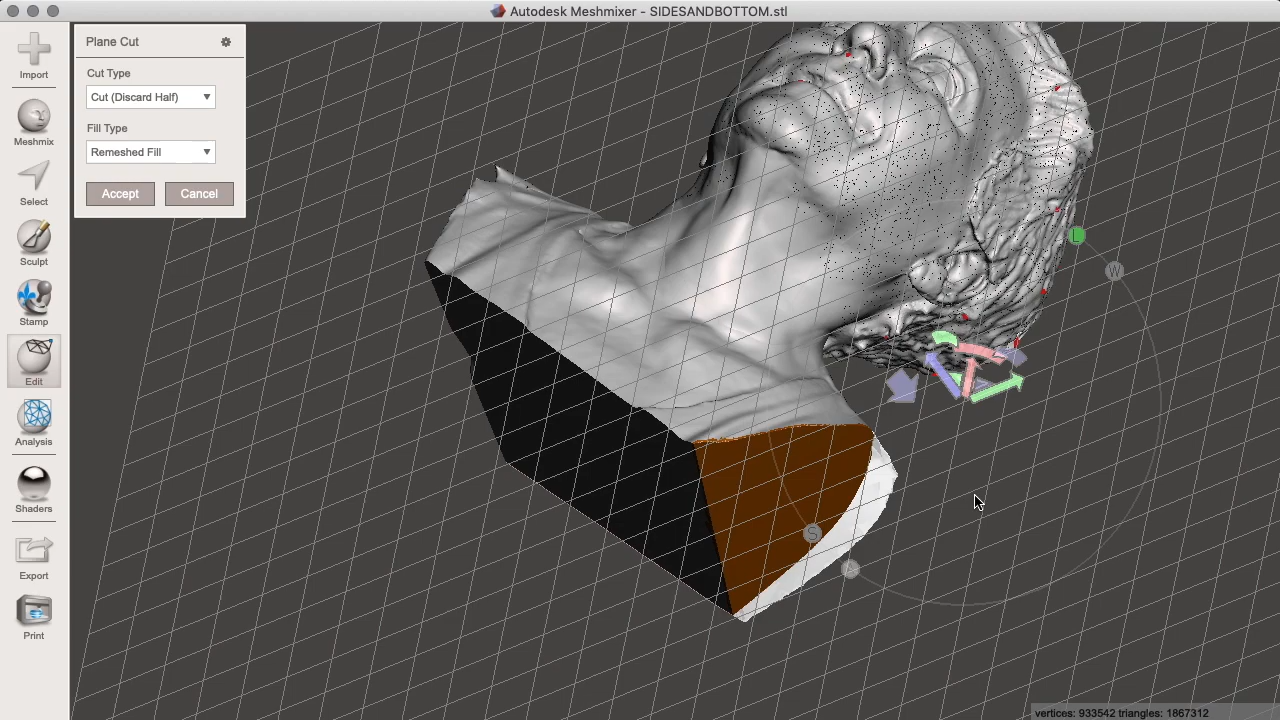 Autodesk Meshmixer - SIDESANDBOTTOM.stl
Plane Cut
Cut Type
Cut (Discard Half)
Fill Type
Remeshed Fill
Accept
Cancel
Import
Meshmix
Select
Sculpt
Stamp
Edit
Analysis
Shaders
Export
Print
L
W
S
vertices: 933542 triangles: 1867312